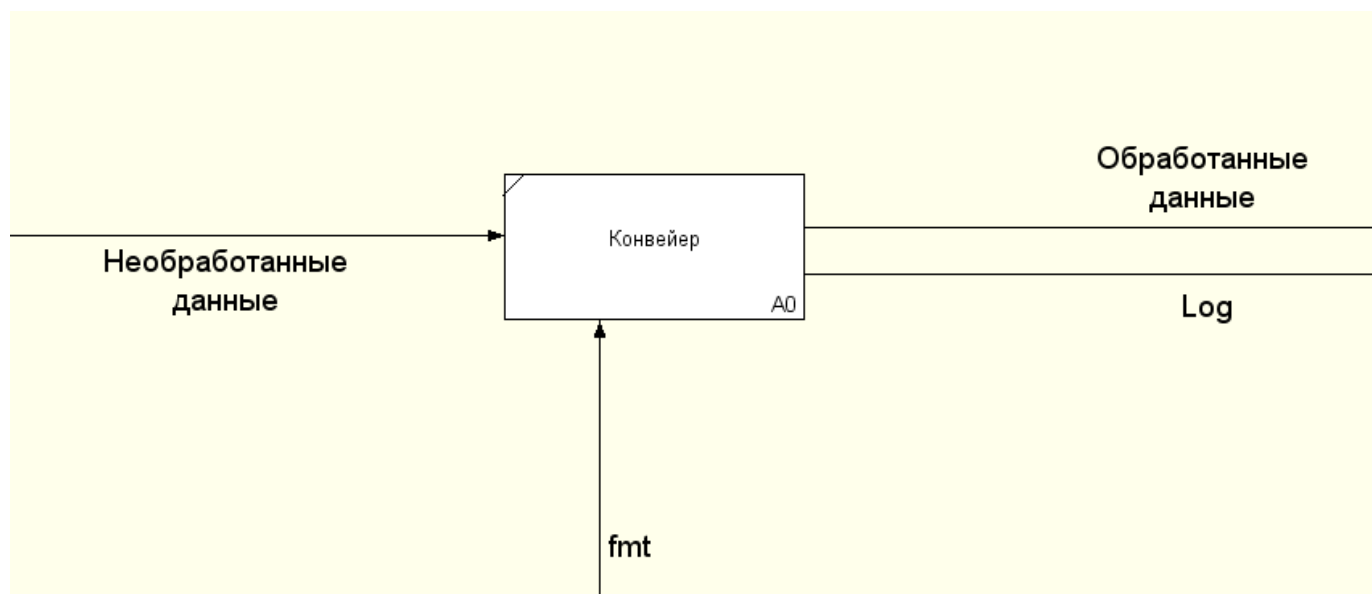 Обработанные
данные
Конвейер
Необработанные
данные
A0
Log
fmt